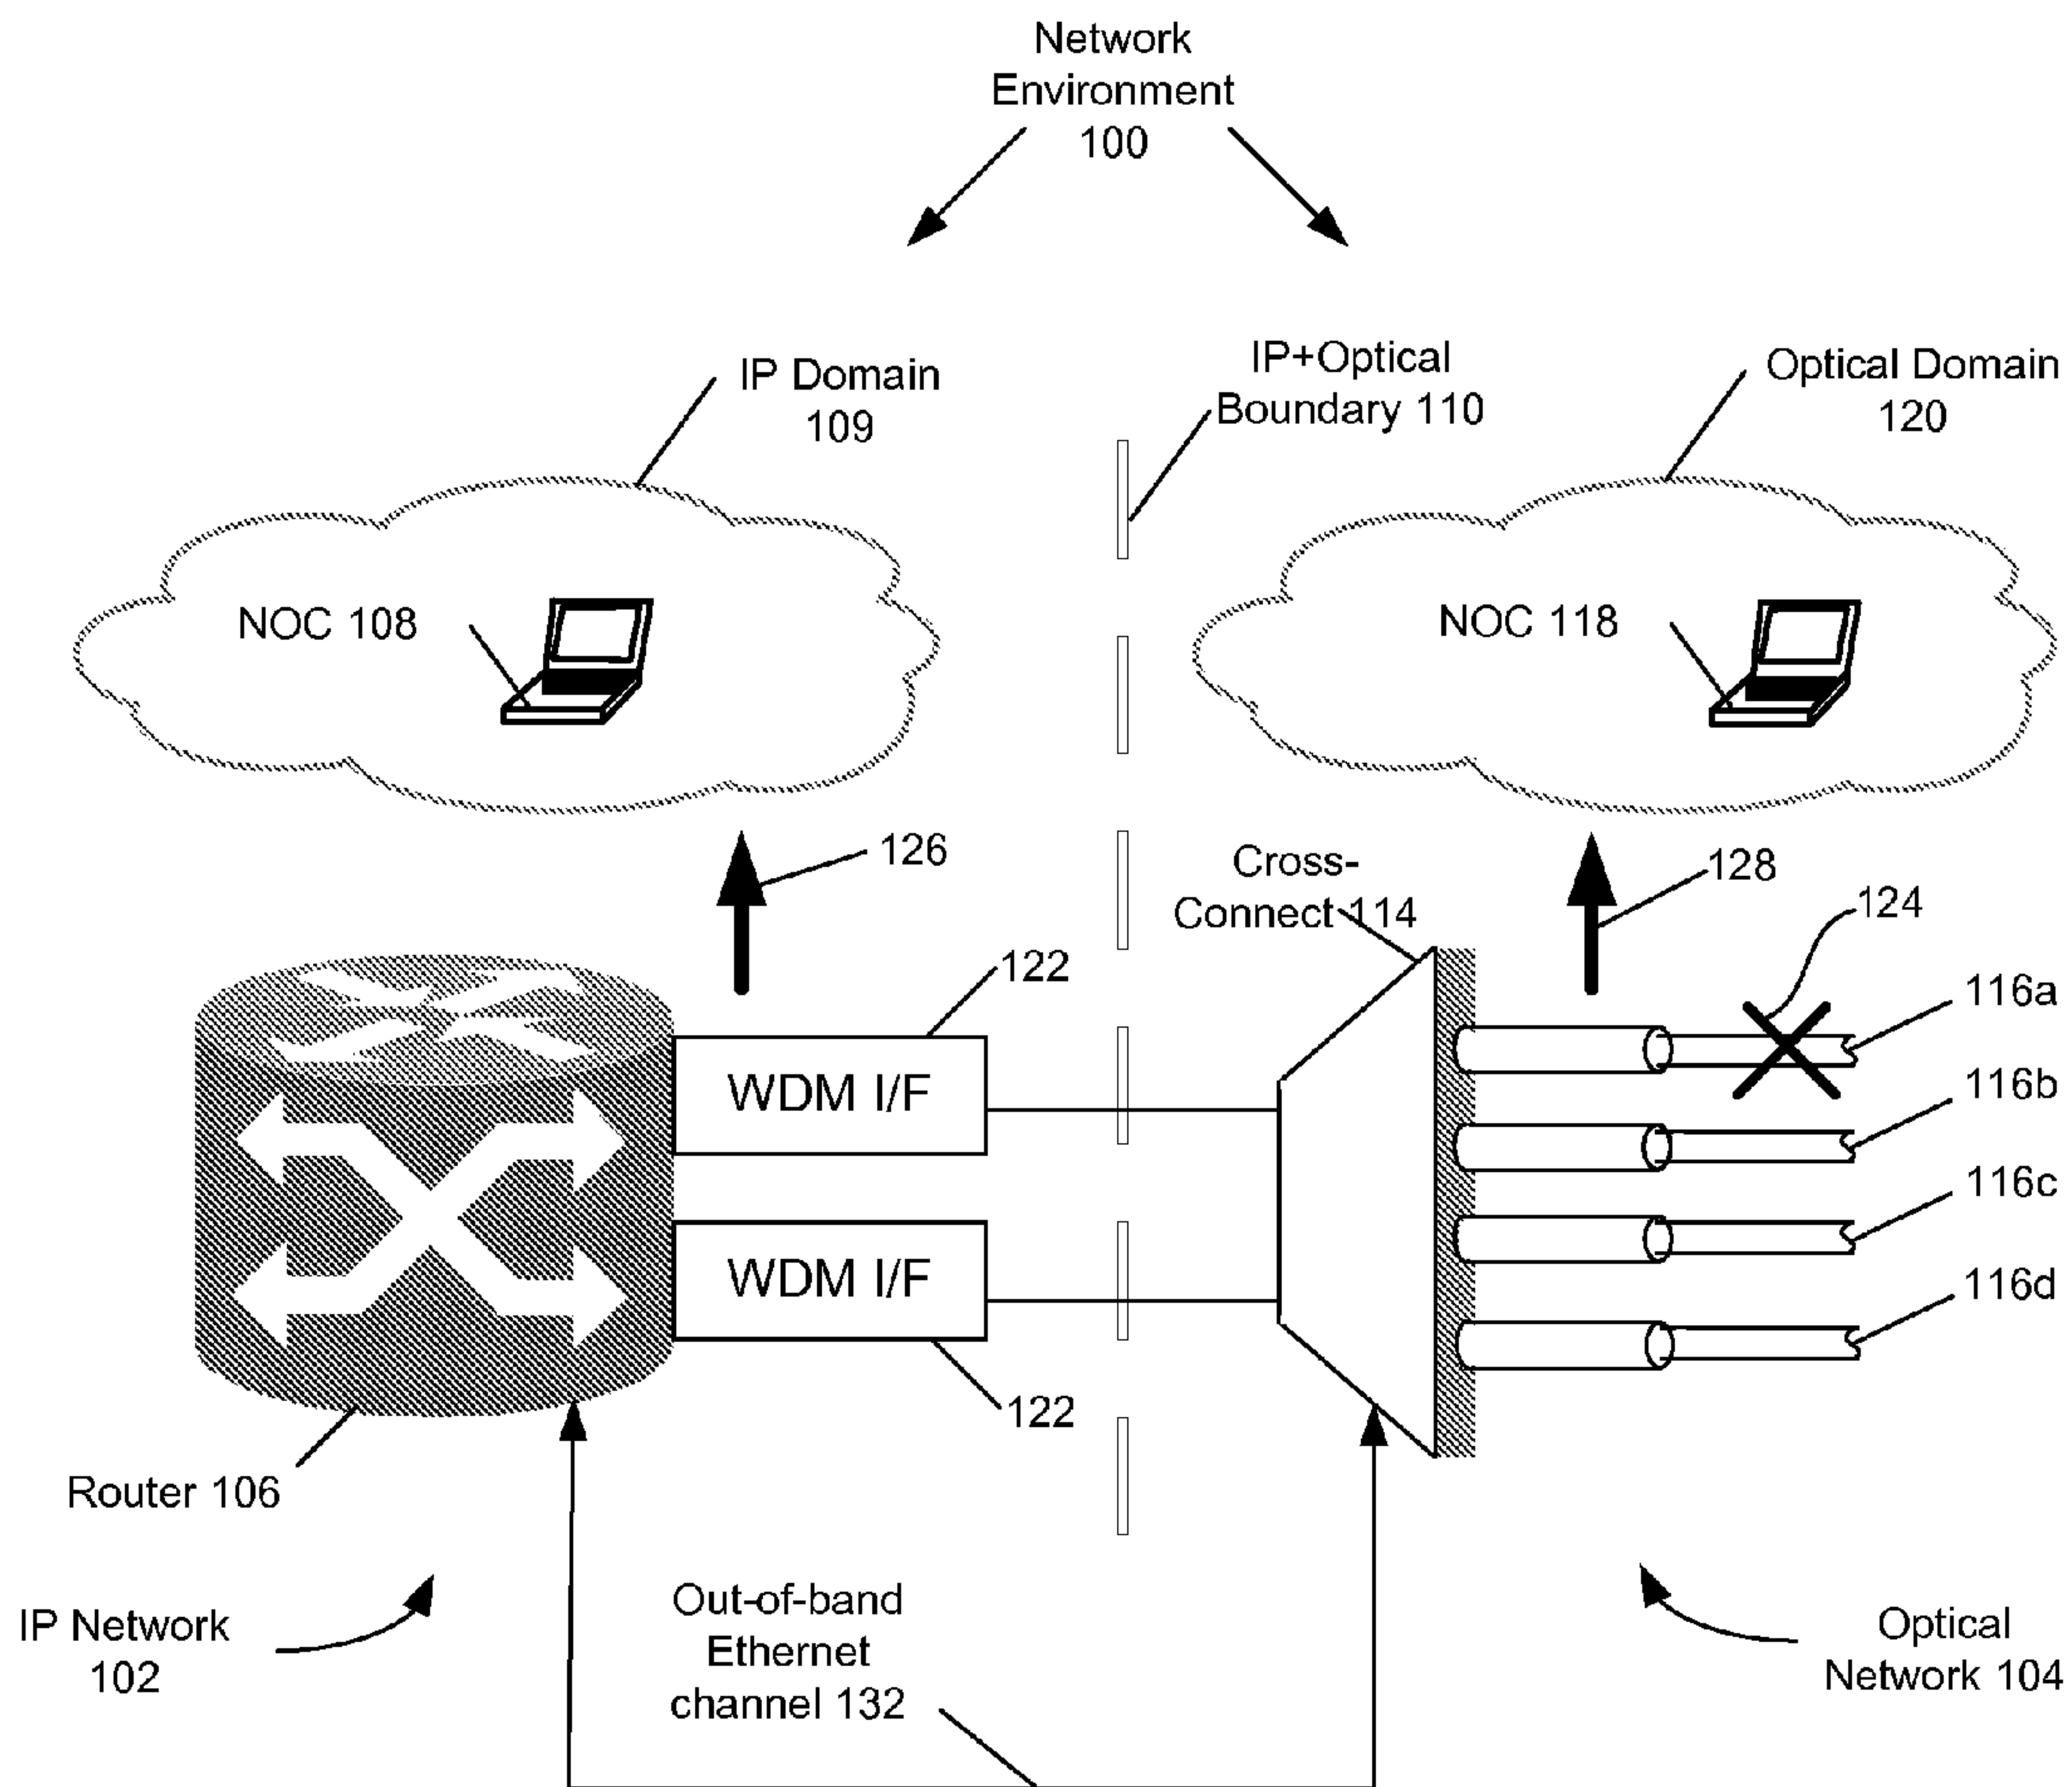 Network
Environment
100
IP Domain
109
IP+Optical
Boundary 110
Optical Domain
120
NOC 108
NOC 118
126
Cross-
Connect 114
128
124
122
116a
WDM I/F
116b
116c
WDM I/F
116d
122
Router 106
IP Network
102
Out-of-band
Ethernet
channel 132
Optical
Network 104